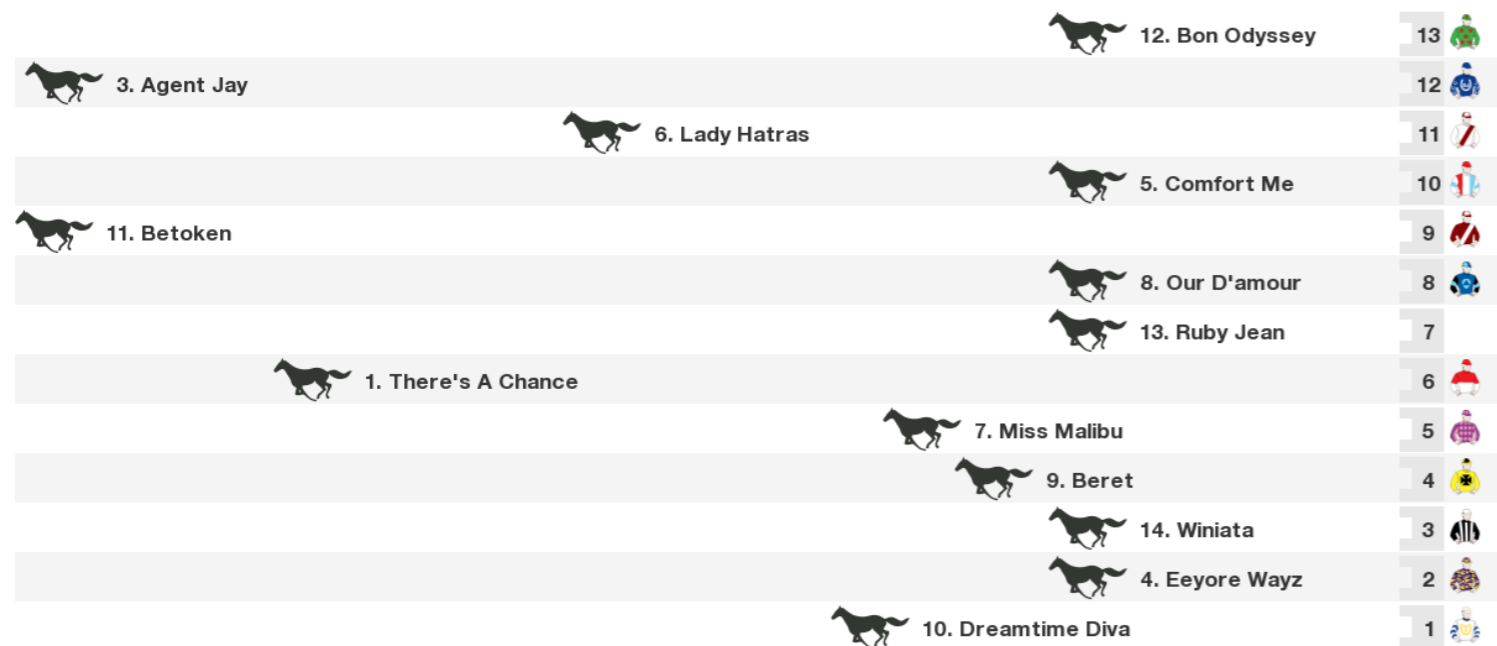 12. Bon Odyssey 13
3. Agent Jay 12
6. Lady Hatras 11
5. Comfort Me 10
11. Betoken 9
8. Our D'amour 8
13. Ruby Jean 7
1. There's A Chance 6
7. Miss Malibu 5
9. Beret 4
14. Winiata 3
4. Eeyore Wayz 2
10. Dreamtime Diva 1